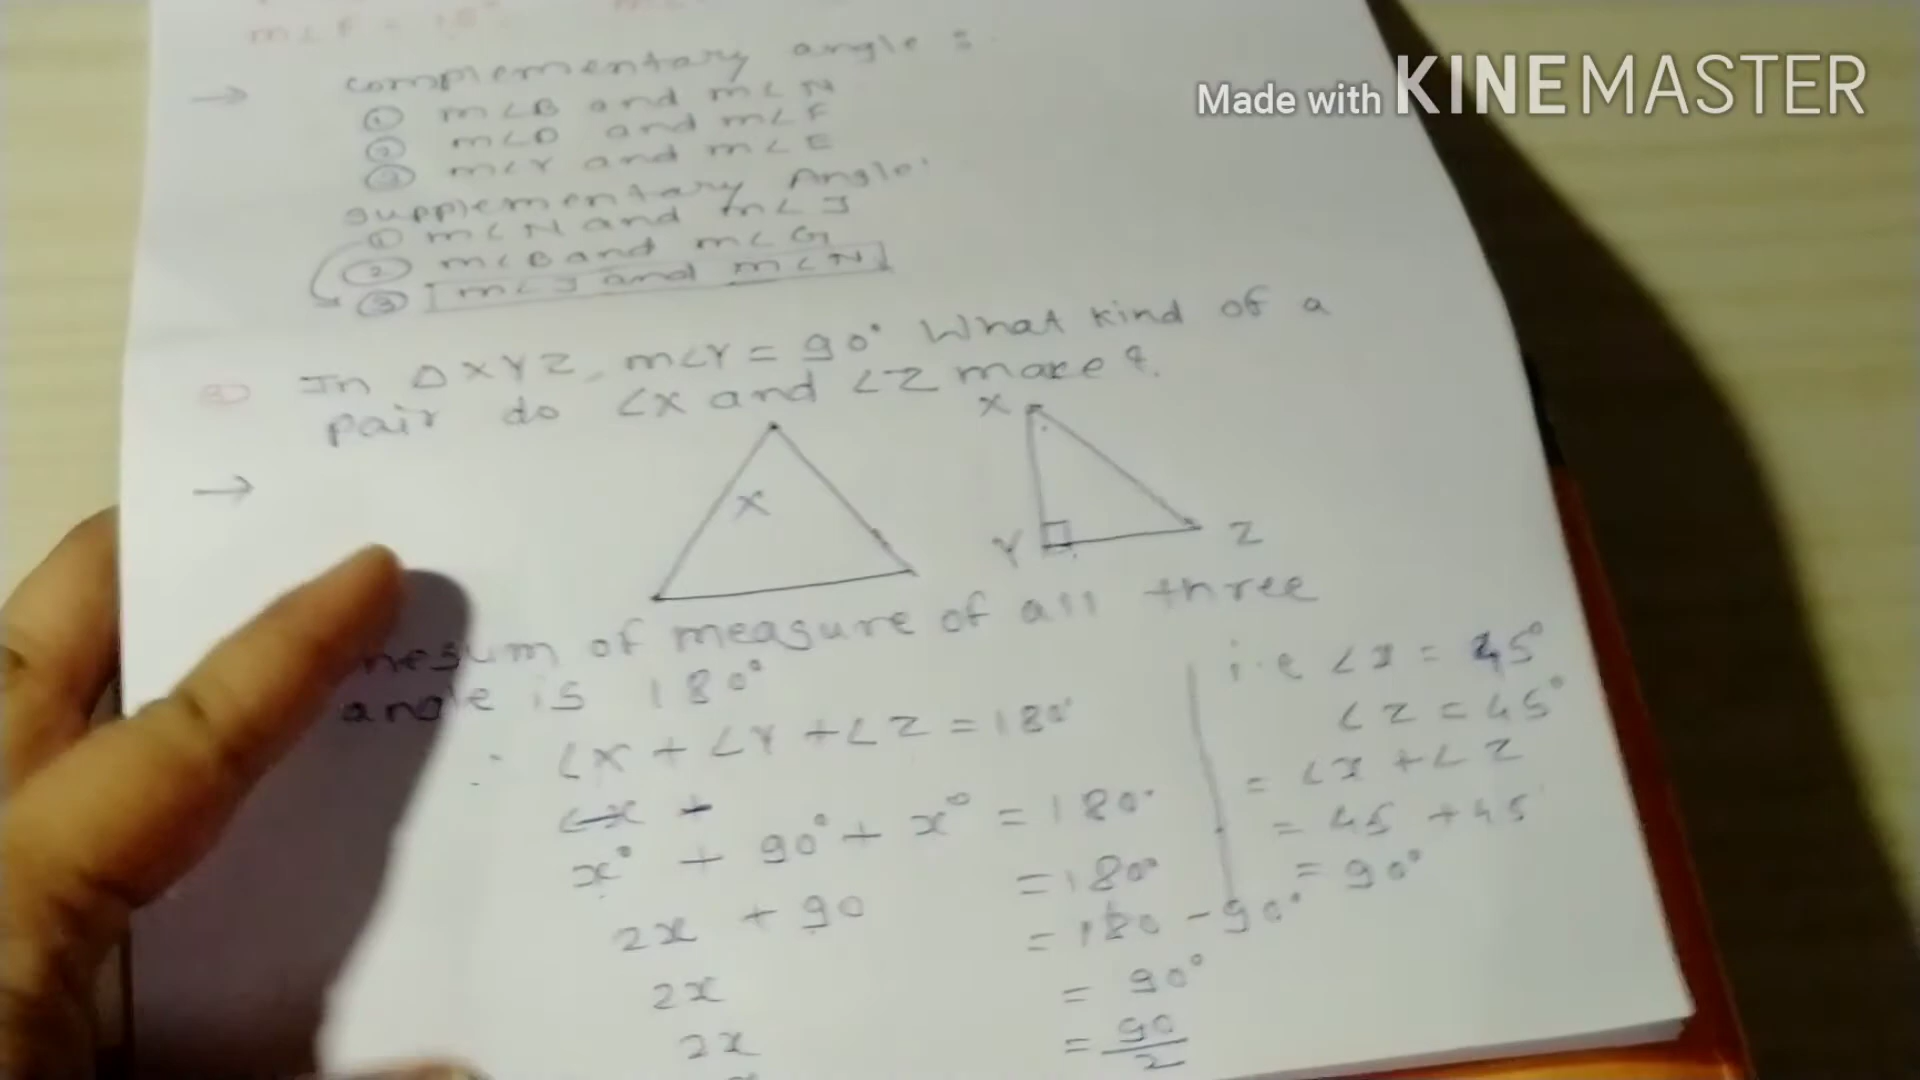 Made with KINEMASTER
m∠F = 
→ complementary angle :
① m∠B and m∠N
② m∠D and m∠F
③ m∠Y and m∠E
supplementary Angle:
① m∠N and m∠J
② m∠B and m∠G
③ m∠J and m∠N
In △XYZ, m∠Y = 90° What kind of a
pair do ∠X and ∠Z make ?
→
X
X
Y
Z
sum of measure of all three
angle is 180°
∴ ∠X + ∠Y + ∠Z = 180°
∠x +
x° + 90° + x° = 180°
2x + 90 = 180°
2x = 180 - 90°
2x = 90°
= 90/2
i.e ∠x = 45°
∠Z = 45°
= ∠x + ∠Z
= 45 + 45
= 90°